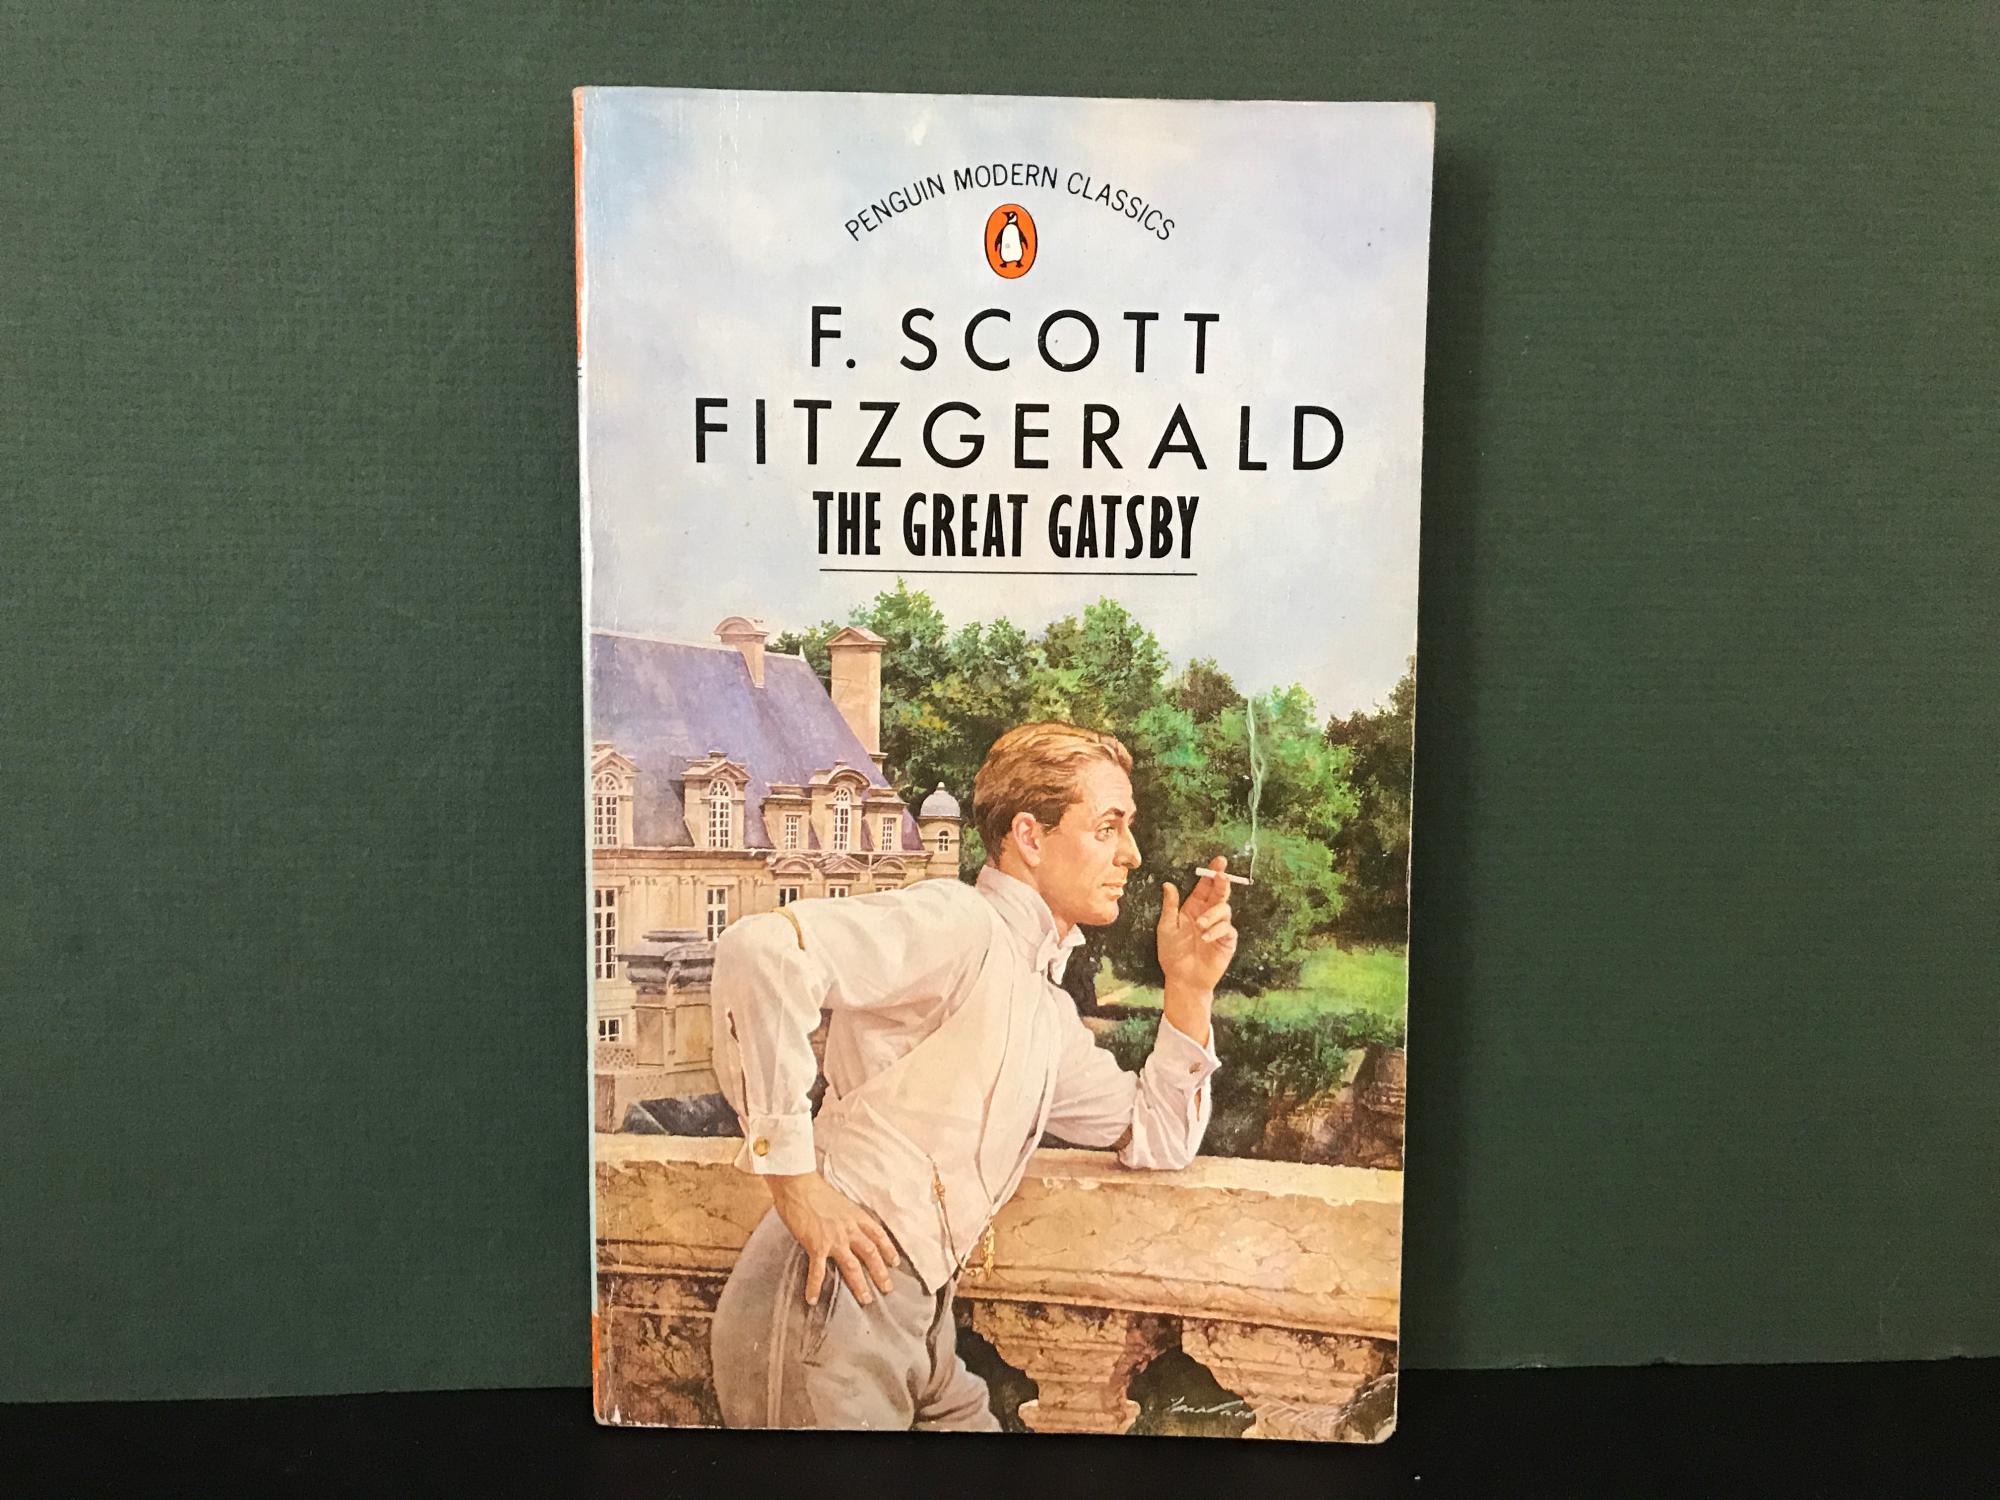 PENGUIN MODERN CLASSICS
F. SCOTT
FITZGERALD
THE GREAT GATSBY